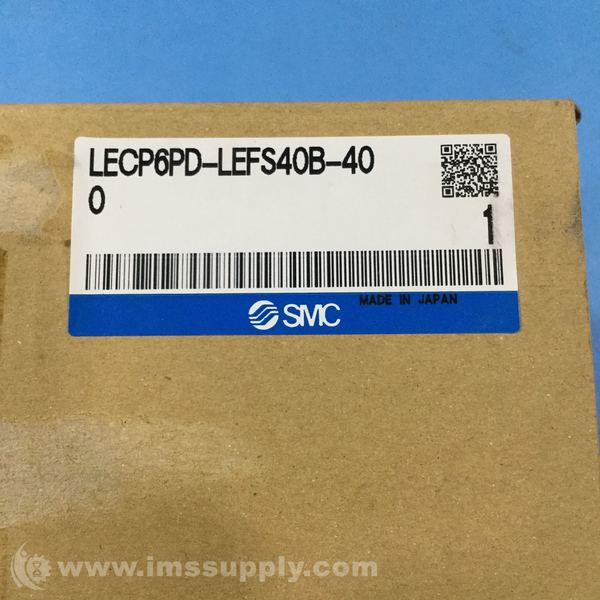 LECP6PD-LEFS40B-40
0
1
MADE IN JAPAN
SMC
www.imssupply.com